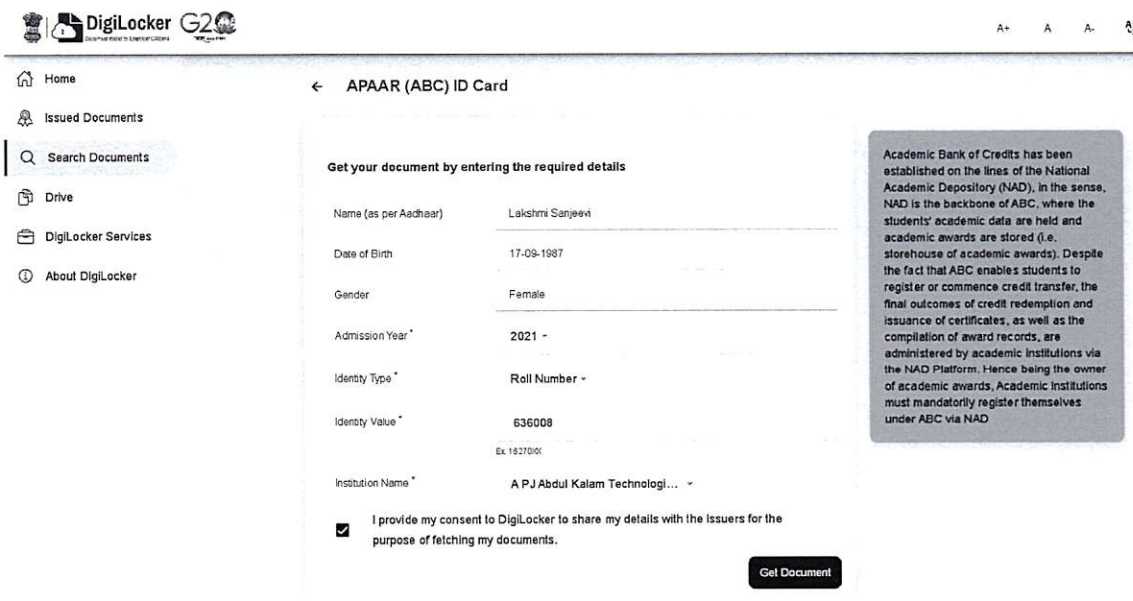 DigiLocker G20
A+ A A-
Home
Issued Documents
Search Documents
Drive
DigiLocker Services
About DigiLocker
← APAAR (ABC) ID Card
Get your document by entering the required details
Name (as per Aadhaar) Lakshmi Sanjeevi
Date of Birth 17-09-1987
Gender Female
Admission Year* 2021
Identity Type* Roll Number
Identity Value* 636008
Institution Name* A P J Abdul Kalam Technologi...
I provide my consent to DigiLocker to share my details with the Issuers for the
purpose of fetching my documents.
Get Document
Academic Bank of Credits has been
established on the lines of the National
Academic Depository (NAD), in the sense,
NAD is the backbone of ABC, where the
students' academic data are held and
academic awards are stored (i.e.
storehouse of academic awards). Despite
the fact that ABC enables students to
register or commence credit transfer, the
final outcomes of credit redemption and
issuance of certificates, as well as the
compilation of award records, are
administered by academic institutions via
the NAD Platform. Hence being the owner
of academic awards, Academic Institutions
must mandatorily register themselves
under ABC via NAD